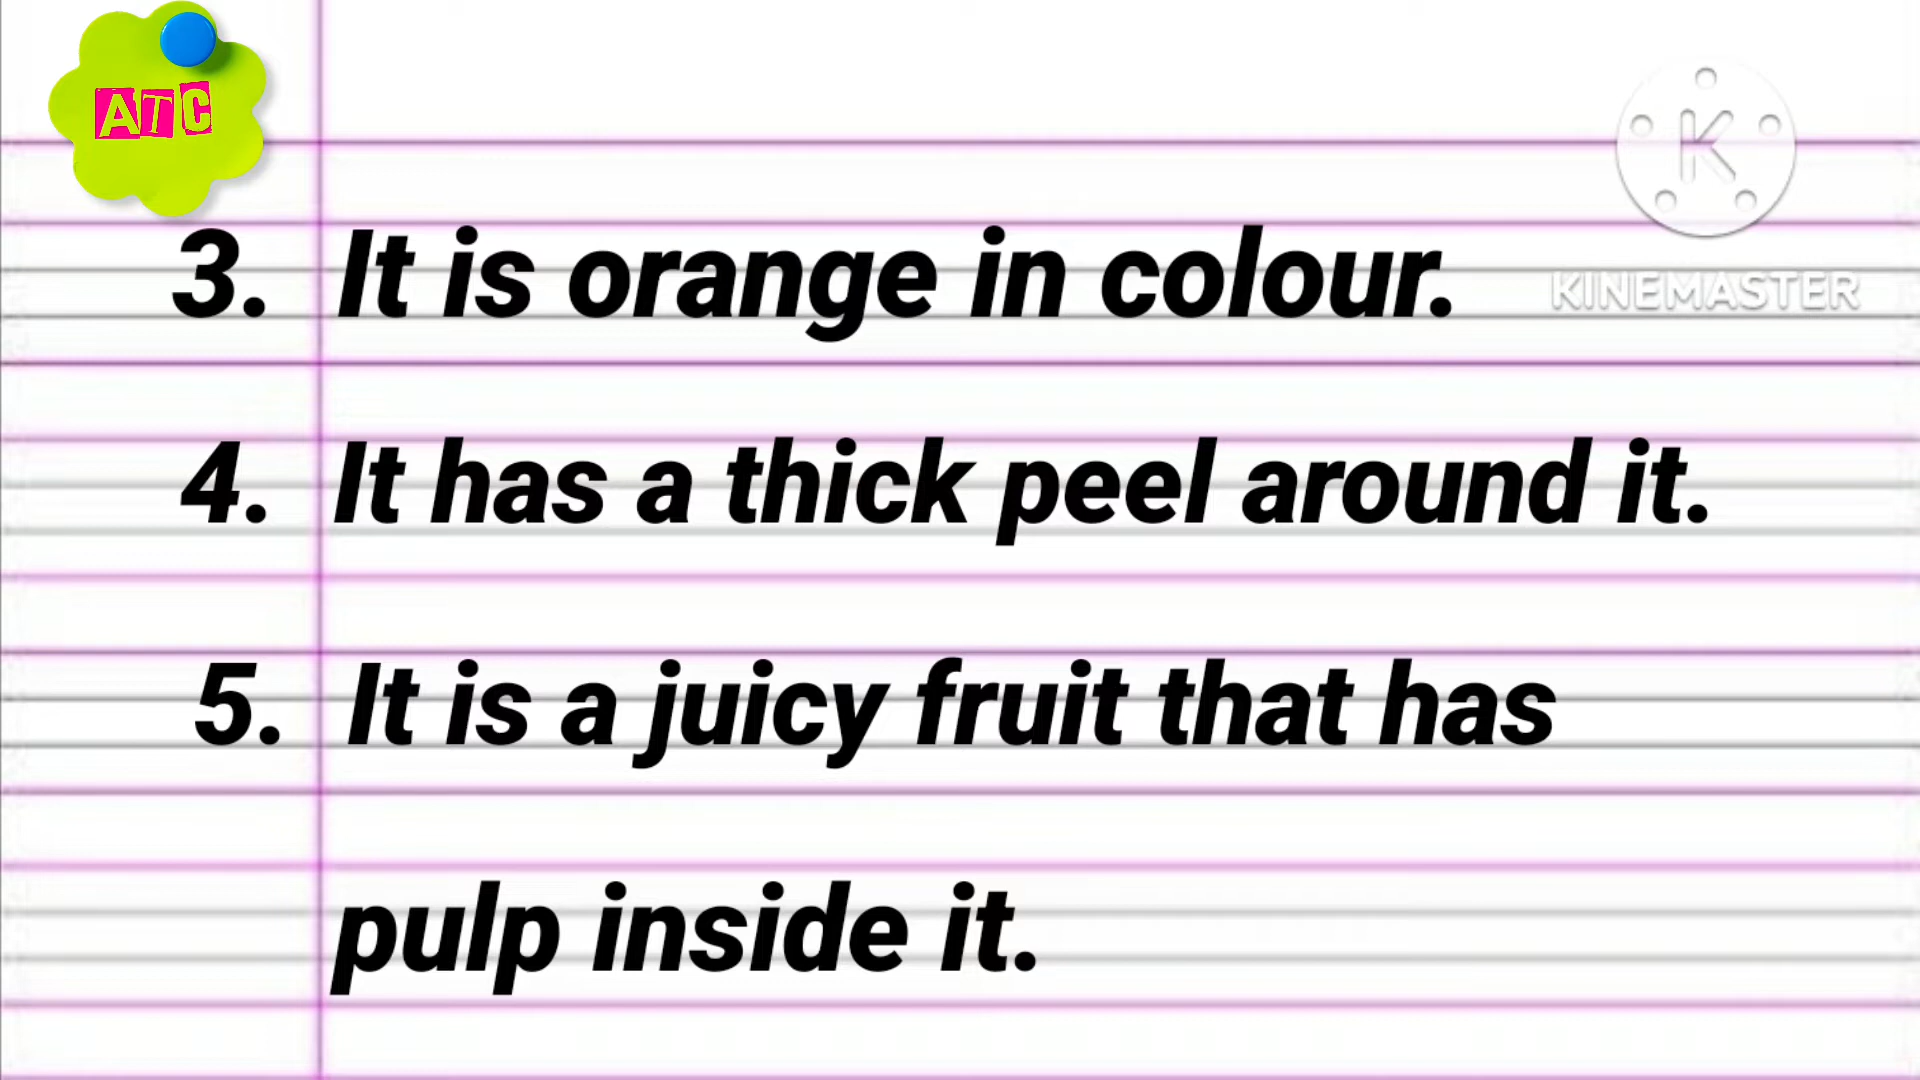 ATC
K
KINEMASTER
3. It is orange in colour.
4. It has a thick peel around it.
5. It is a juicy fruit that has
pulp inside it.